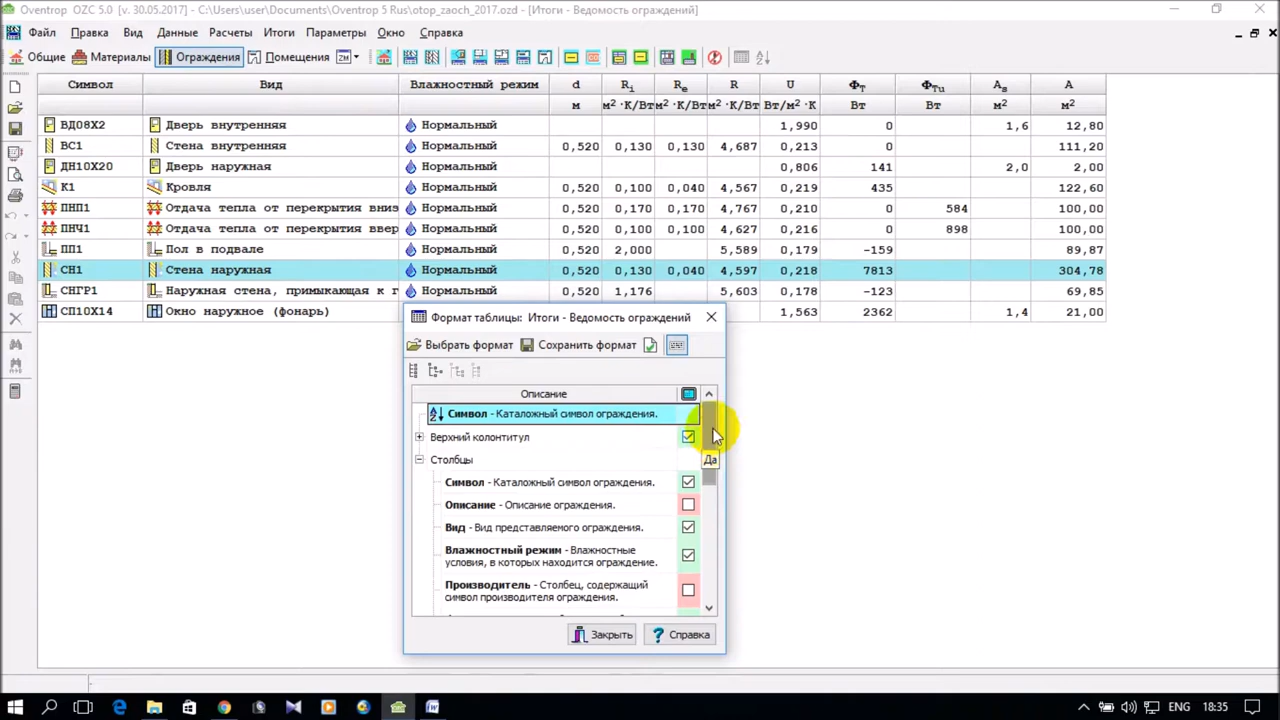 Oventrop OZC 5.0 [v. 30.05.2017] - C:\Users\user\Documents\Oventrop 5 Rus\otop_zaoch_2017.ozd - [Итоги - Ведомость ограждений]
Файл Правка Вид Данные Расчеты Итоги Параметры Окно Справка
Общие Материалы Ограждения Помещения
Символ Вид Влажностный режим d Ri Re R U ΦT ΦTu As A
м м²·К/Вт м²·К/Вт м²·К/Вт Вт/м²·К Вт Вт м² м²
ВД08Х2 Дверь внутренняя Нормальный 1,990 0 1,6 12,80
ВС1 Стена внутренняя Нормальный 0,520 0,130 0,130 4,687 0,213 0 111,20
ДН10Х20 Дверь наружная Нормальный 0,806 141 2,0 2,00
К1 Кровля Нормальный 0,520 0,100 0,040 4,567 0,219 435 122,60
ПНП1 Отдача тепла от перекрытия вниз Нормальный 0,520 0,170 0,170 4,767 0,210 0 584 100,00
ПНЧ1 Отдача тепла от перекрытия ввер Нормальный 0,520 0,100 0,100 4,627 0,216 0 898 100,00
ПП1 Пол в подвале Нормальный 0,520 2,000 5,589 0,179 -159 89,87
СН1 Стена наружная Нормальный 0,520 0,130 0,040 4,597 0,218 7813 304,78
СНГР1 Наружная стена, примыкающая к г Нормальный 0,520 1,176 5,603 0,178 -123 69,85
СП10Х14 Окно наружное (фонарь) 1,563 2362 1,4 21,00
Формат таблицы: Итоги - Ведомость ограждений
Выбрать формат Сохранить формат
Описание
Символ - Каталожный символ ограждения.
Верхний колонтитул
Да
Столбцы
Символ - Каталожный символ ограждения.
Описание - Описание ограждения.
Вид - Вид представляемого ограждения.
Влажностный режим - Влажностные
условия, в которых находится ограждение.
Производитель - Столбец, содержащий
символ производителя ограждения.
Закрыть Справка
ENG 18:35